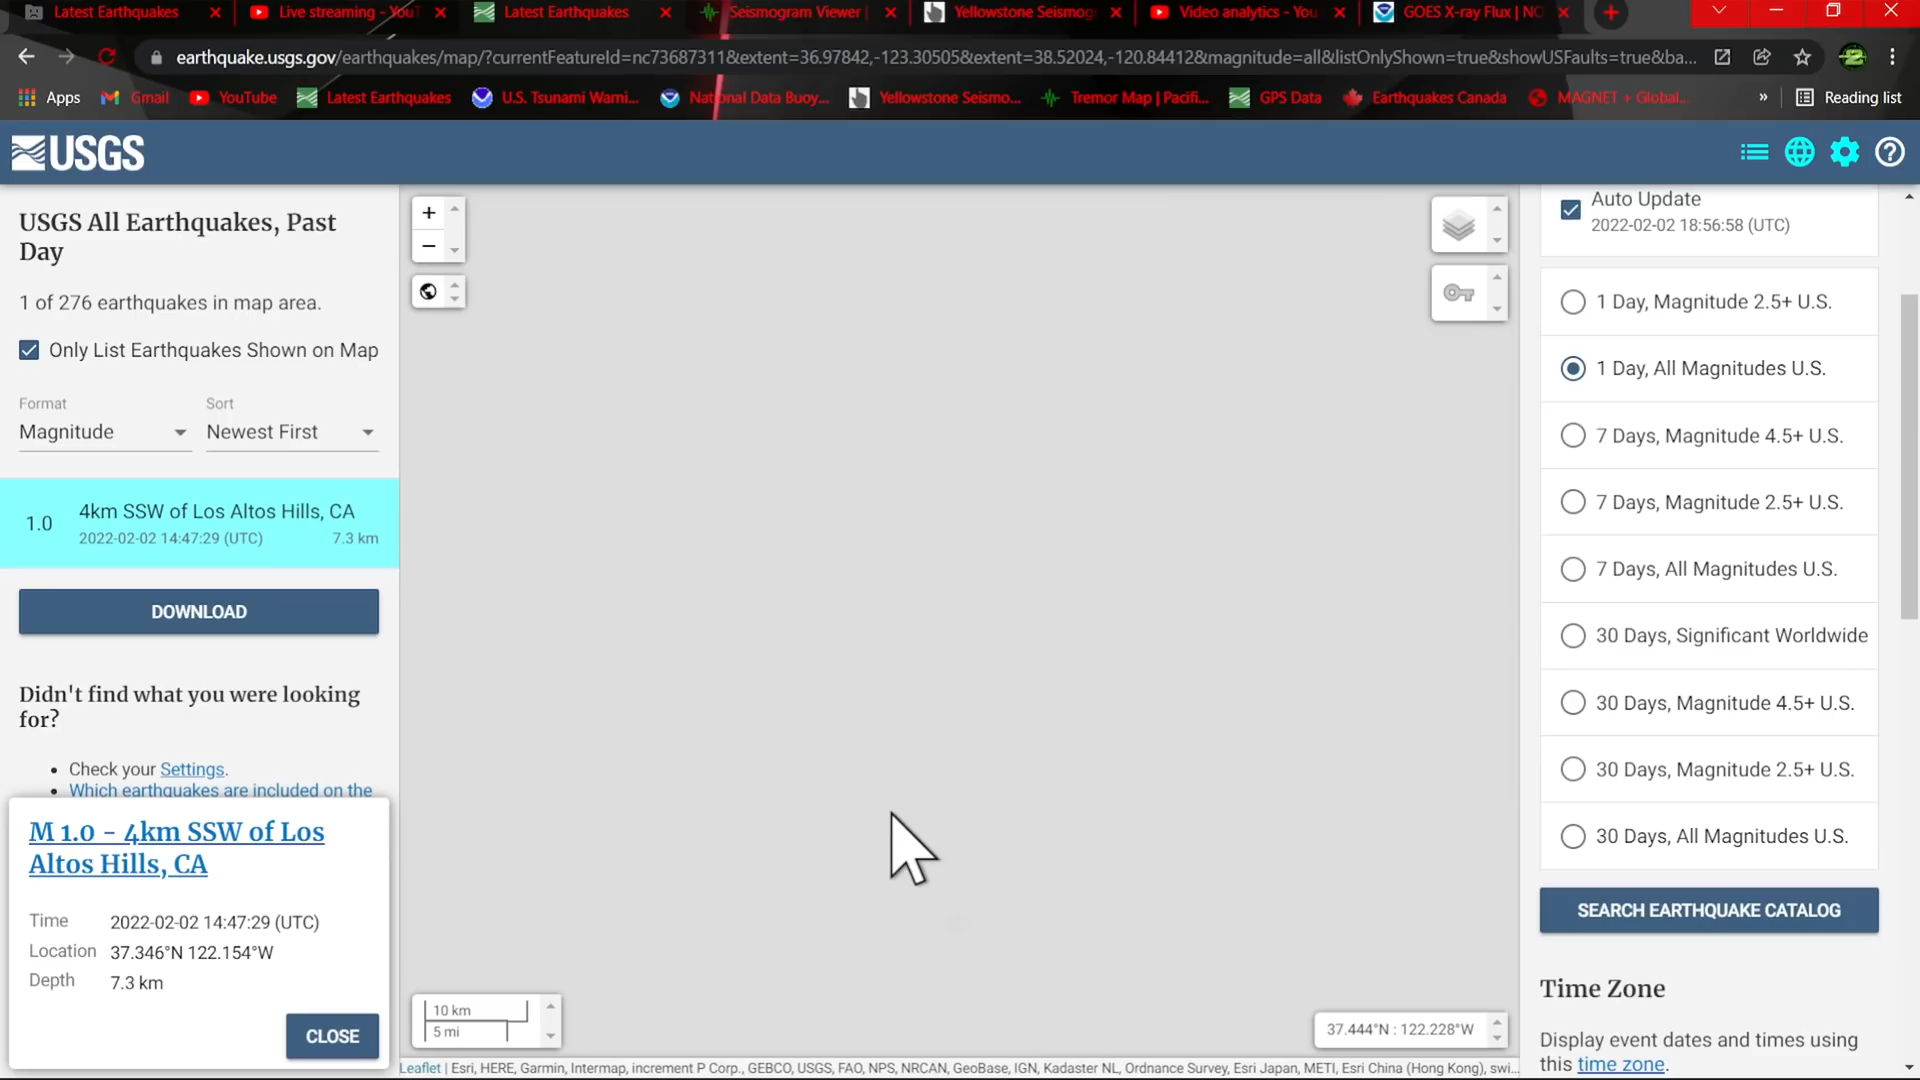 Latest Earthquakes
Live streaming - YouT
Latest Earthquakes
Seismogram Viewer
Yellowstone Seismog
Video analytics - You
GOES X-ray Flux | NO
earthquake.usgs.gov/earthquakes/map/?currentFeatureId=nc73687311&extent=36.97842,-123.30505&extent=38.52024,-120.84412&magnitude=all&listOnlyShown=true&showUSFaults=true&ba...
Apps
Gmail
YouTube
Latest Earthquakes
U.S. Tsunami Warni...
National Data Buoy...
Yellowstone Seismo...
Tremor Map | Pacifi...
GPS Data
Earthquakes Canada
MAGNET + Global...
»
Reading list
USGS
USGS All Earthquakes, Past
Day
1 of 276 earthquakes in map area.
Only List Earthquakes Shown on Map
Format
Magnitude
Sort
Newest First
1.0
4km SSW of Los Altos Hills, CA
2022-02-02 14:47:29 (UTC)
7.3 km
DOWNLOAD
Didn't find what you were looking
for?
• Check your Settings.
• Which earthquakes are included on the
M 1.0 - 4km SSW of Los
Altos Hills, CA
Time 2022-02-02 14:47:29 (UTC)
Location 37.346°N 122.154°W
Depth 7.3 km
CLOSE
+
−
10 km
5 mi
37.444°N : 122.228°W
Leaflet | Esri, HERE, Garmin, Intermap, increment P Corp., GEBCO, USGS, FAO, NPS, NRCAN, GeoBase, IGN, Kadaster NL, Ordnance Survey, Esri Japan, METI, Esri China (Hong Kong), swi...
Auto Update
2022-02-02 18:56:58 (UTC)
1 Day, Magnitude 2.5+ U.S.
1 Day, All Magnitudes U.S.
7 Days, Magnitude 4.5+ U.S.
7 Days, Magnitude 2.5+ U.S.
7 Days, All Magnitudes U.S.
30 Days, Significant Worldwide
30 Days, Magnitude 4.5+ U.S.
30 Days, Magnitude 2.5+ U.S.
30 Days, All Magnitudes U.S.
SEARCH EARTHQUAKE CATALOG
Time Zone
Display event dates and times using
this time zone.